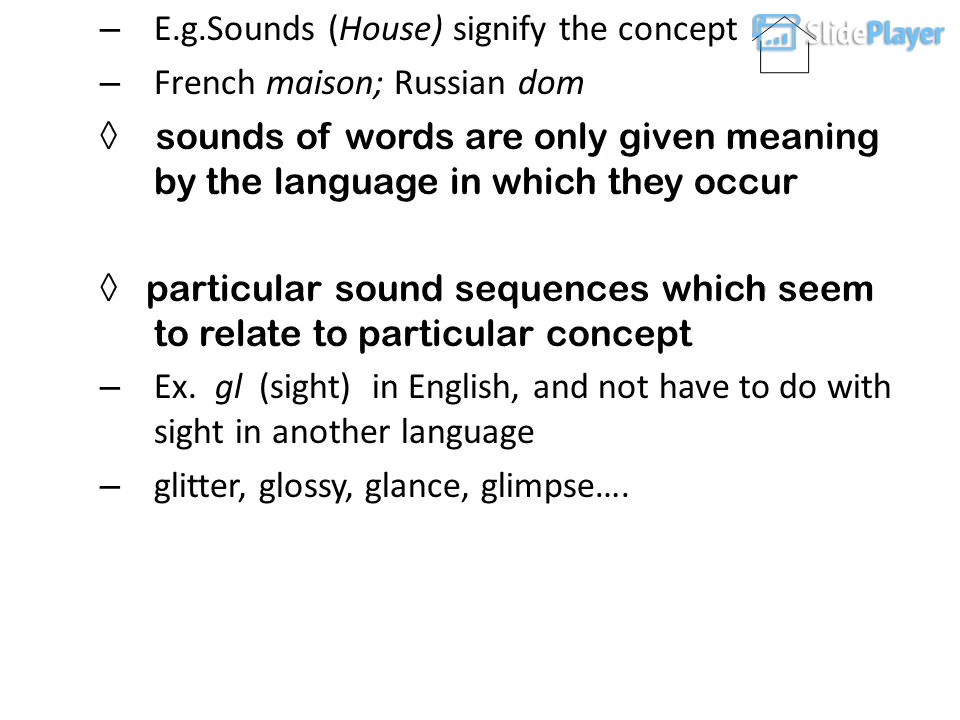 – E.g.Sounds (House) signify the concept
SlidePlayer
– French maison; Russian dom
◊ sounds of words are only given meaning
by the language in which they occur
◊ particular sound sequences which seem
to relate to particular concept
– Ex. gl (sight) in English, and not have to do with
sight in another language
– glitter, glossy, glance, glimpse….